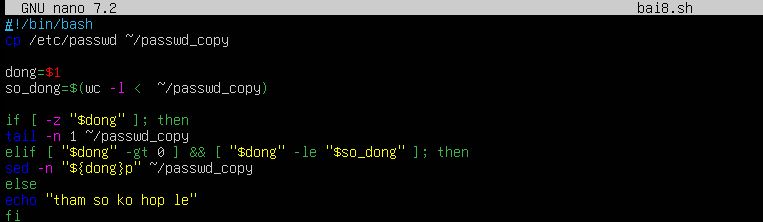 GNU nano 7.2 bai8.sh
#!/bin/bash
cp /etc/passwd ~/passwd_copy
dong=$1
so_dong=$(wc -l < ~/passwd_copy)
if [ -z "$dong" ]; then
tail -n 1 ~/passwd_copy
elif [ "$dong" -gt 0 ] && [ "$dong" -le "$so_dong" ]; then
sed -n "${dong}p" ~/passwd_copy
else
echo "tham so ko hop le"
fi